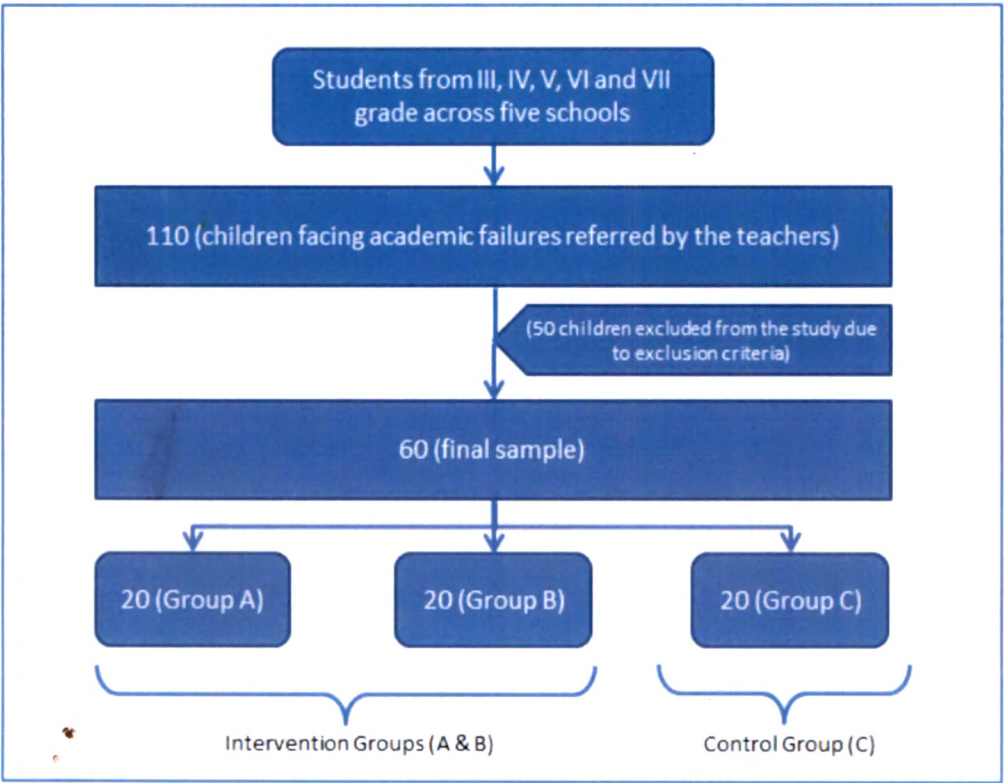 Students from III, IV, V, VI and VII
grade across five schools
110 (children facing academic failures referred by the teachers)
(50 children excluded from the study due
to exclusion criteria)
60 (final sample)
20 (Group A)
20 (Group B)
20 (Group C)
Intervention Groups (A & B)
Control Group (C)